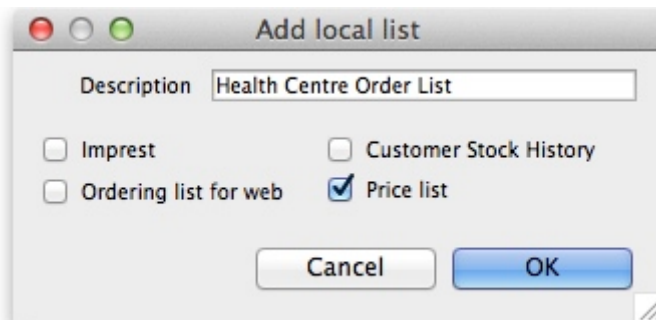 Add local list
Description Health Centre Order List
Imprest Customer Stock History
Ordering list for web Price list
Cancel OK